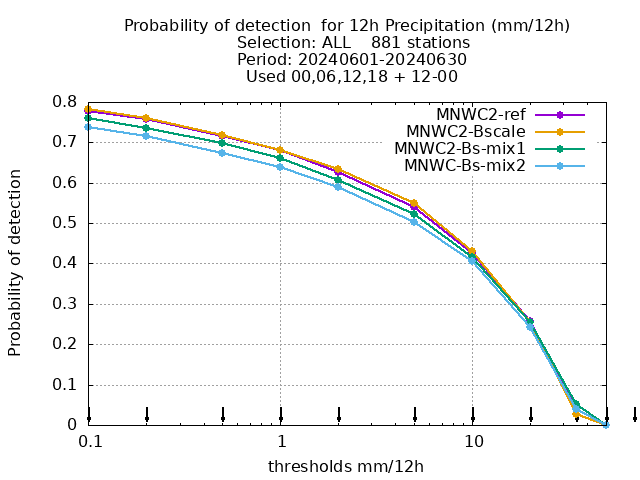 Probability of detection  for 12h Precipitation (mm/12h)
Selection: ALL    881 stations
Period: 20240601-20240630
Used 00,06,12,18 + 12-00
MNWC2-ref
MNWC2-Bscale
MNWC2-Bs-mix1
MNWC-Bs-mix2
Probability of detection
0.8
0.7
0.6
0.5
0.4
0.3
0.2
0.1
0
0.1
1
10
thresholds mm/12h